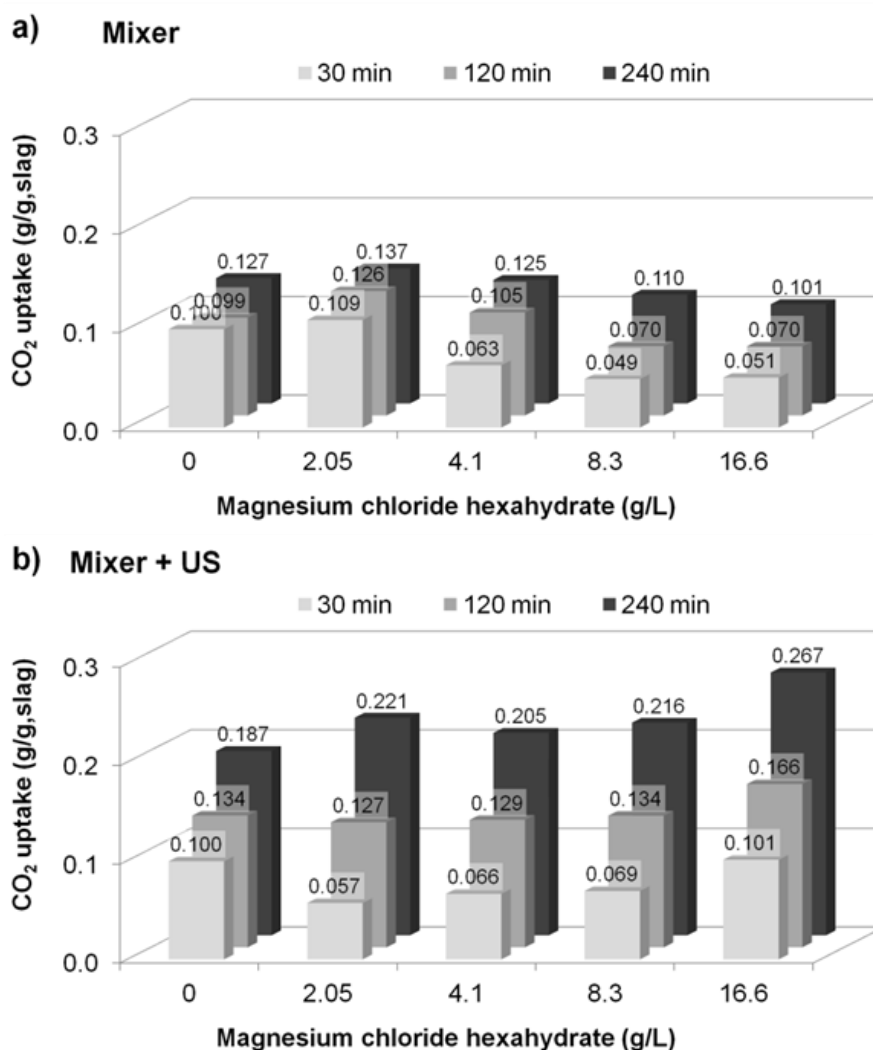 a) Mixer
30 min 120 min 240 min
CO₂ uptake (g/g,slag)
0.3
0.2
0.1
0.0
0.100 0.099 0.127
0.109 0.126 0.137
0.063 0.105 0.125
0.049 0.070 0.110
0.051 0.070 0.101
0 2.05 4.1 8.3 16.6
Magnesium chloride hexahydrate (g/L)
b) Mixer + US
30 min 120 min 240 min
CO₂ uptake (g/g,slag)
0.3
0.2
0.1
0.0
0.100 0.134 0.187
0.057 0.127 0.221
0.066 0.129 0.205
0.069 0.134 0.216
0.101 0.166 0.267
0 2.05 4.1 8.3 16.6
Magnesium chloride hexahydrate (g/L)